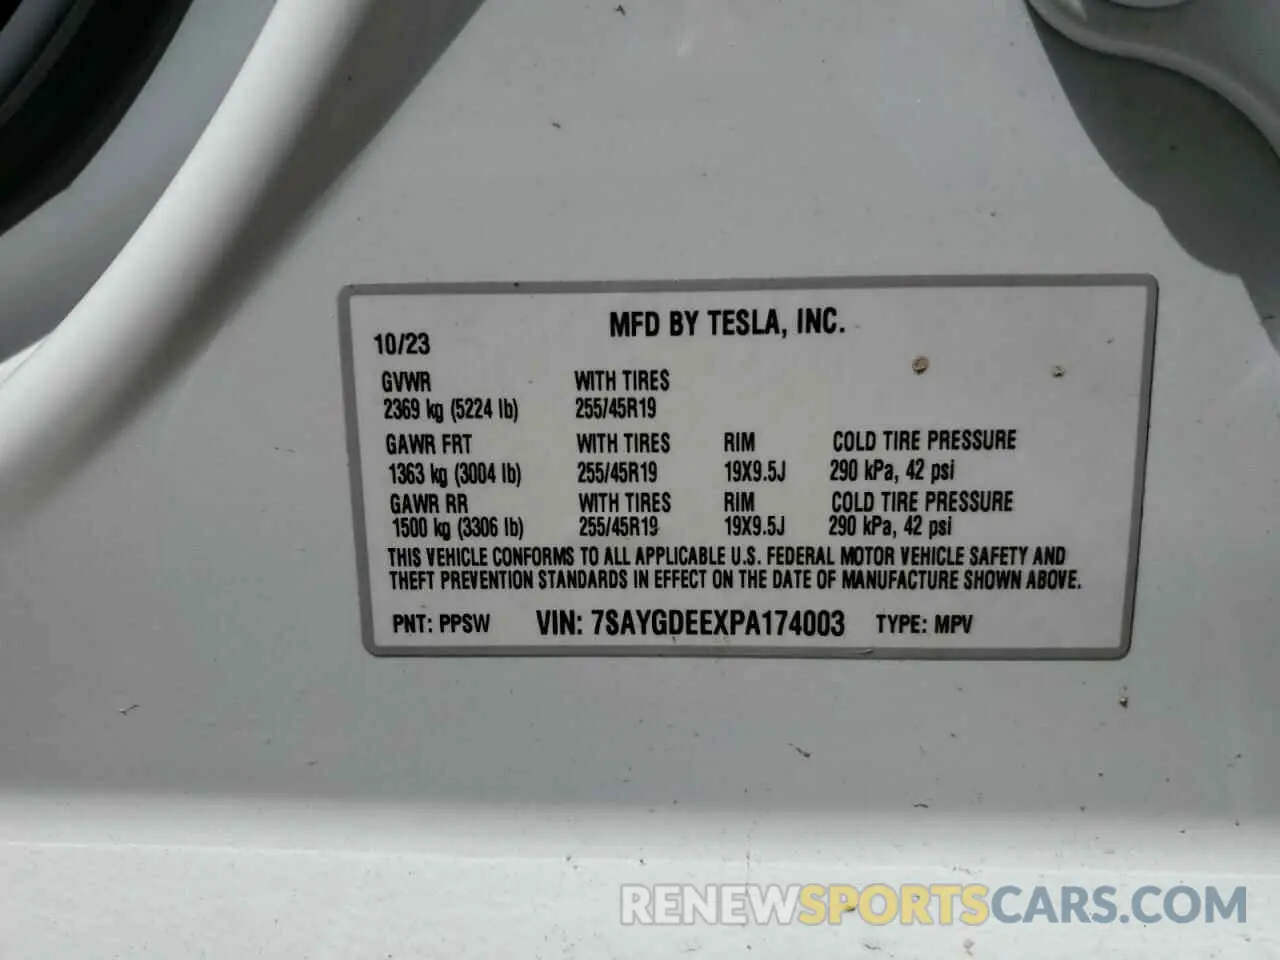 MFD BY TESLA, INC.
10/23
GVWR WITH TIRES
2369 kg (5224 lb) 255/45R19
GAWR FRT WITH TIRES RIM COLD TIRE PRESSURE
1363 kg (3004 lb) 255/45R19 19X9.5J 290 kPa, 42 psi
GAWR RR WITH TIRES RIM COLD TIRE PRESSURE
1500 kg (3306 lb) 255/45R19 19X9.5J 290 kPa, 42 psi
THIS VEHICLE CONFORMS TO ALL APPLICABLE U.S. FEDERAL MOTOR VEHICLE SAFETY AND
THEFT PREVENTION STANDARDS IN EFFECT ON THE DATE OF MANUFACTURE SHOWN ABOVE.
PNT: PPSW VIN: 7SAYGDEEXPA174003 TYPE: MPV
RENEWSPORTSCARS.COM